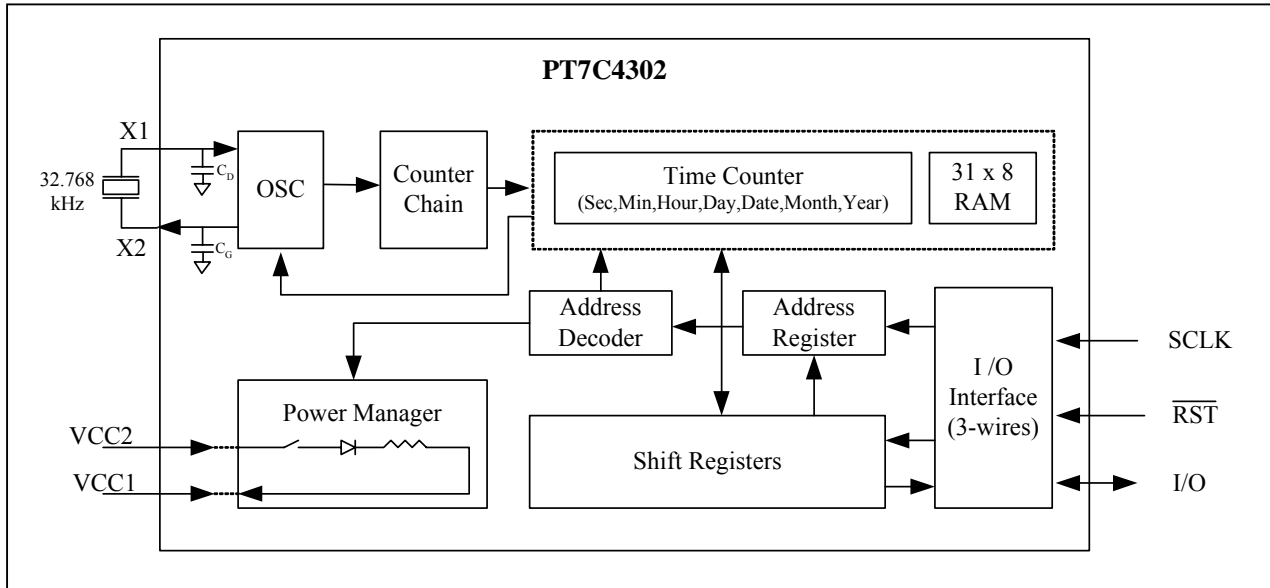 PT7C4302
X1
32.768
kHz
X2
C_D
C_G
OSC
Counter
Chain
Time Counter
(Sec,Min,Hour,Day,Date,Month,Year)
31 x 8
RAM
Address
Decoder
Address
Register
I /O
Interface
(3-wires)
SCLK
RST
I/O
Power Manager
VCC2
VCC1
Shift Registers